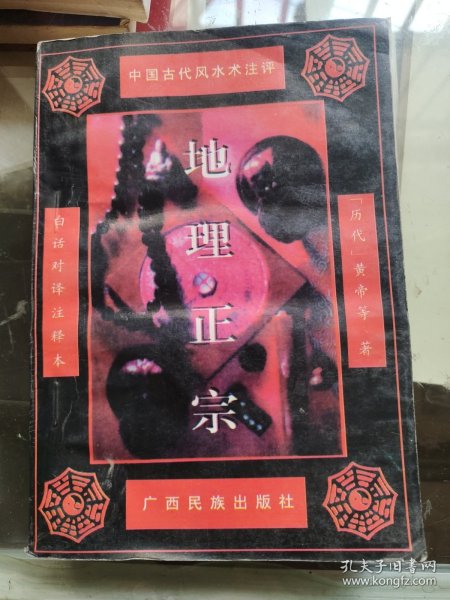 中国古代风水术注评
地理正宗
「历代」黄帝等 著
白话对译注释本
广西民族出版社
孔夫子旧书网
www.kongfz.com